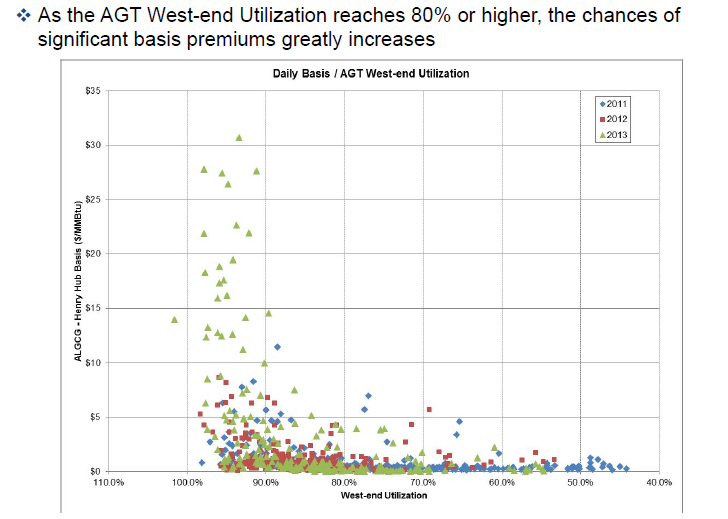 ❖ As the AGT West-end Utilization reaches 80% or higher, the chances of
significant basis premiums greatly increases
Daily Basis / AGT West-end Utilization
$35
$30
$25
$20
$15
$10
$5
$0
ALGCG - Henry Hub Basis ($/MMBtu)
2011
2012
2013
110.0% 100.0% 90.0% 80.0% 70.0% 60.0% 50.0% 40.0%
West-end Utilization